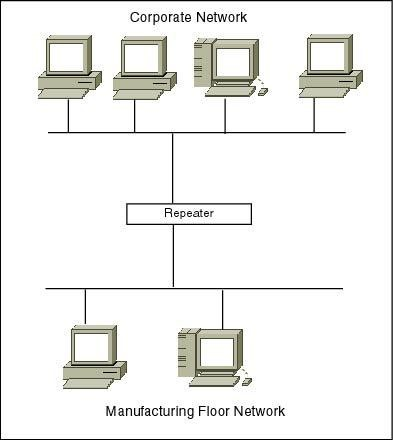 Corporate Network
Repeater
Manufacturing Floor Network